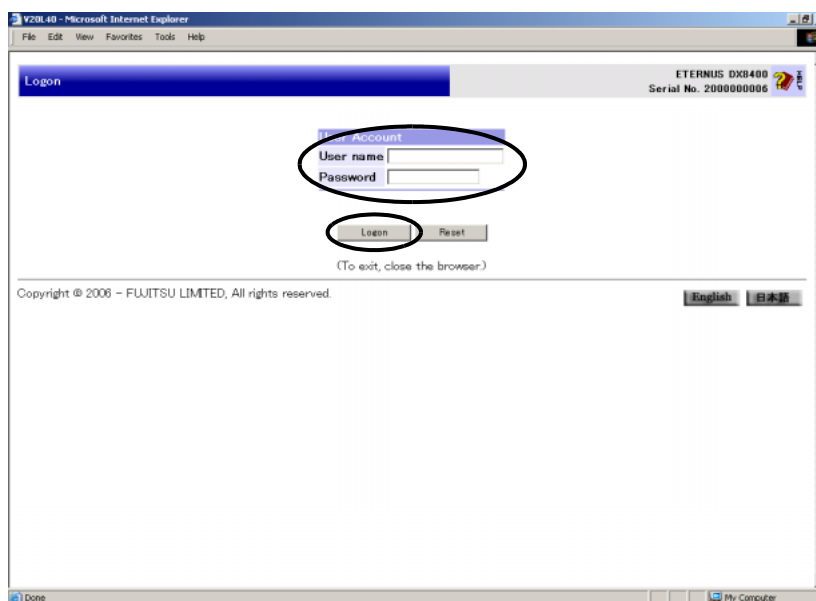 V20L40 - Microsoft Internet Explorer
File Edit View Favorites Tools Help
Logon
ETERNUS DX8400
Serial No. 2000000006
HELP
User Account
User name
Password
Logon Reset
(To exit, close the browser.)
Copyright © 2006 - FUJITSU LIMITED, All rights reserved.
English 日本語
Done My Computer